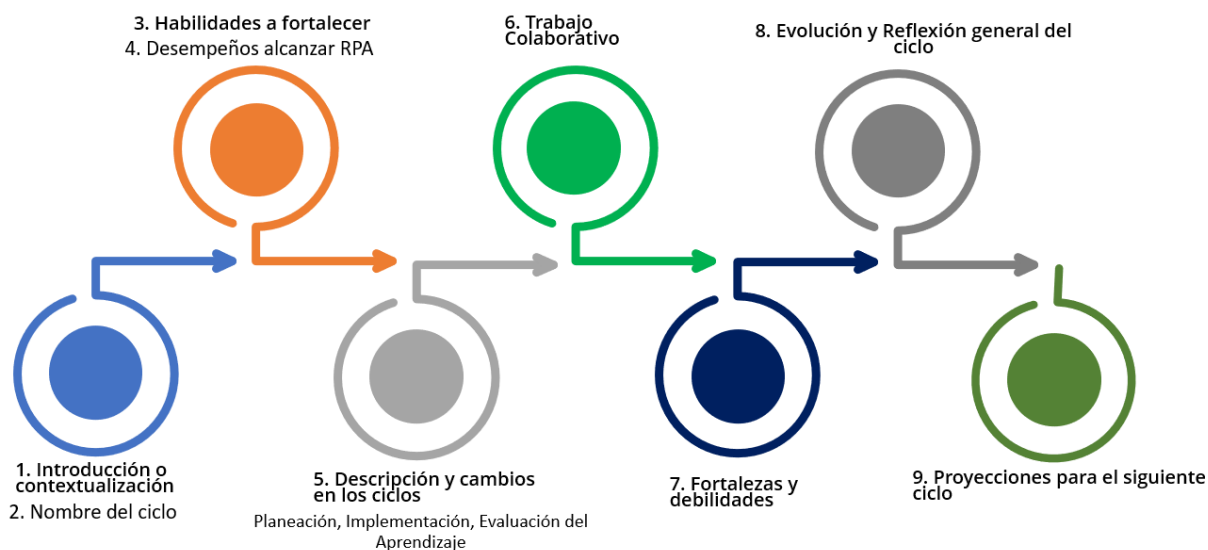 1. Introducción o
contextualización
2. Nombre del ciclo
3. Habilidades a fortalecer
4. Desempeños alcanzar RPA
5. Descripción y cambios
en los ciclos
Planeación, Implementación, Evaluación del
Aprendizaje
6. Trabajo
Colaborativo
7. Fortalezas y
debilidades
8. Evolución y Reflexión general del
ciclo
9. Proyecciones para el siguiente
ciclo